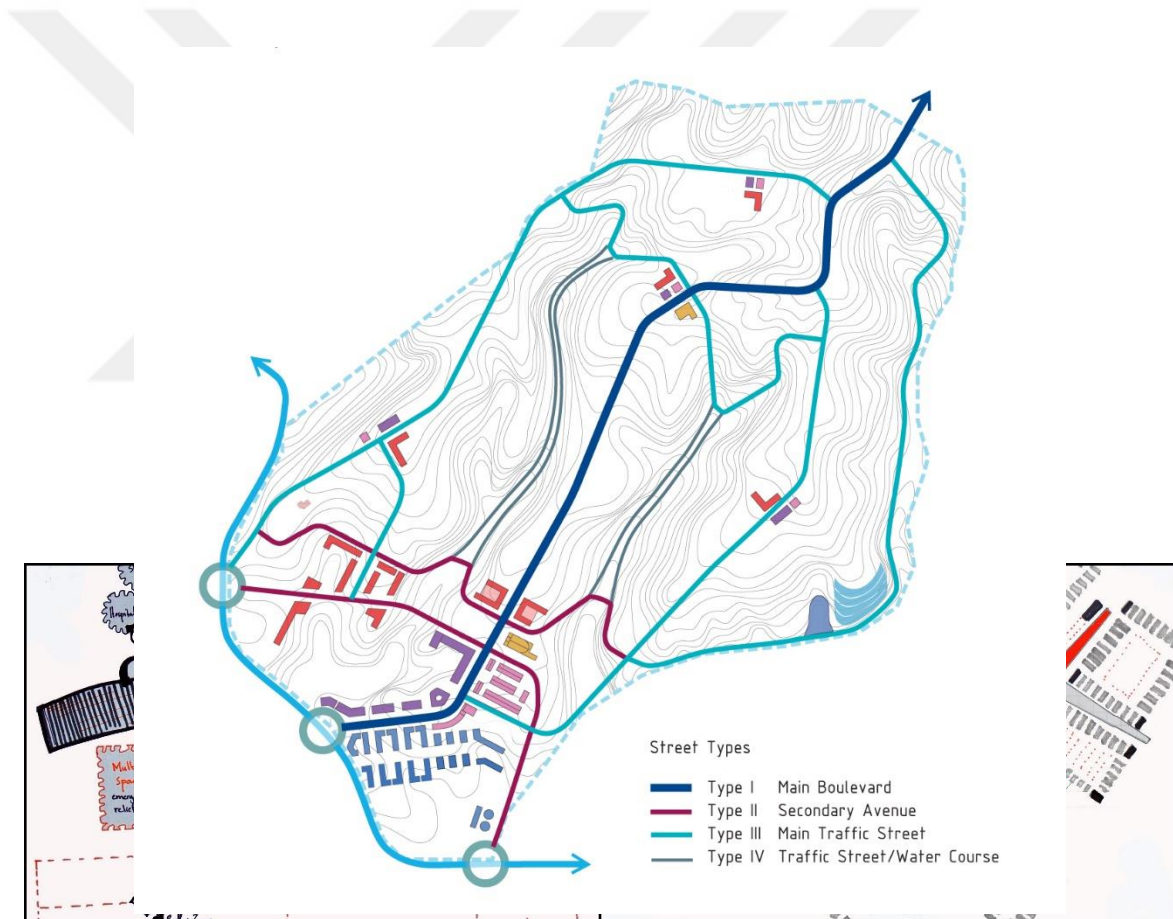 Street Types
Type I Main Boulevard
Type II Secondary Avenue
Type III Main Traffic Street
Type IV Traffic Street/Water Course